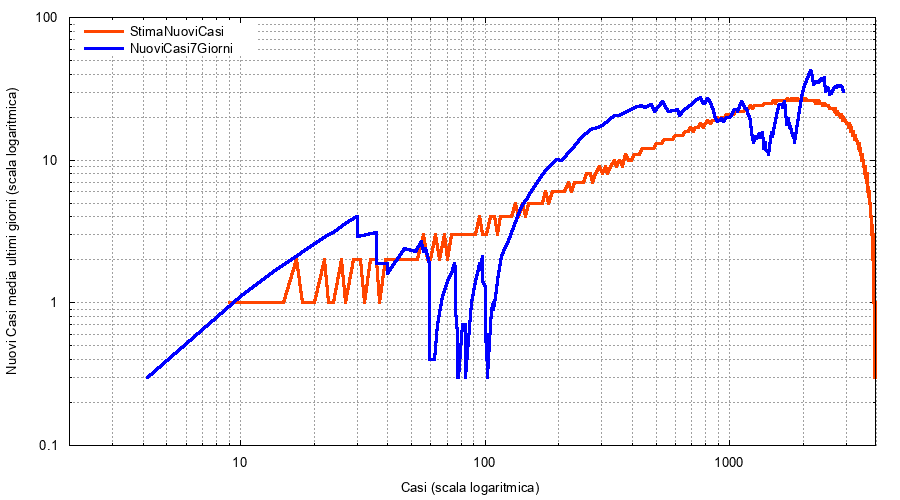 100
StimaNuoviCasi
NuoviCasi7Giorni
10
1
0.1
Nuovi Casi media ultimi giorni (scala logaritmica)
10
100
1000
Casi (scala logaritmica)